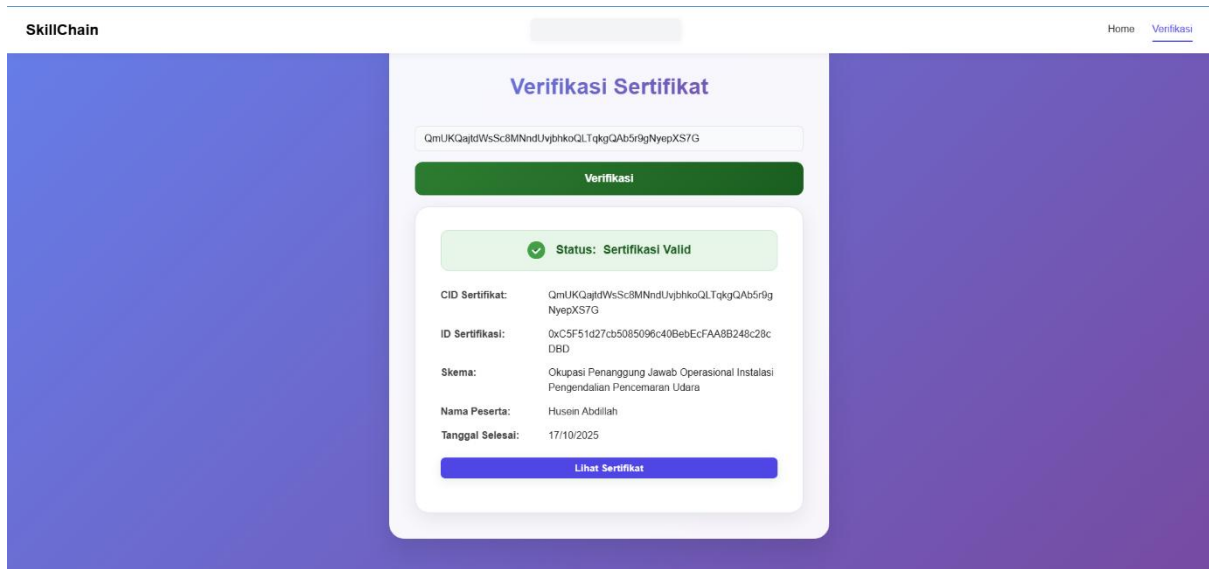 SkillChain
Home
Verifikasi
Verifikasi Sertifikat
QmUKQajtdWsSc8MNndUvjbhkoQLTqkgQAb5r9gNyepXS7G
Verifikasi
Status: Sertifikasi Valid
CID Sertifikat: QmUKQajtdWsSc8MNndUvjbhkoQLTqkgQAb5r9g
NyepXS7G
ID Sertifikasi: 0xC5F51d27cb5085096c40BebEcFAA8B248c28c
DBD
Skema: Okupasi Penanggung Jawab Operasional Instalasi
Pengendalian Pencemaran Udara
Nama Peserta: Husein Abdillah
Tanggal Selesai: 17/10/2025
Lihat Sertifikat